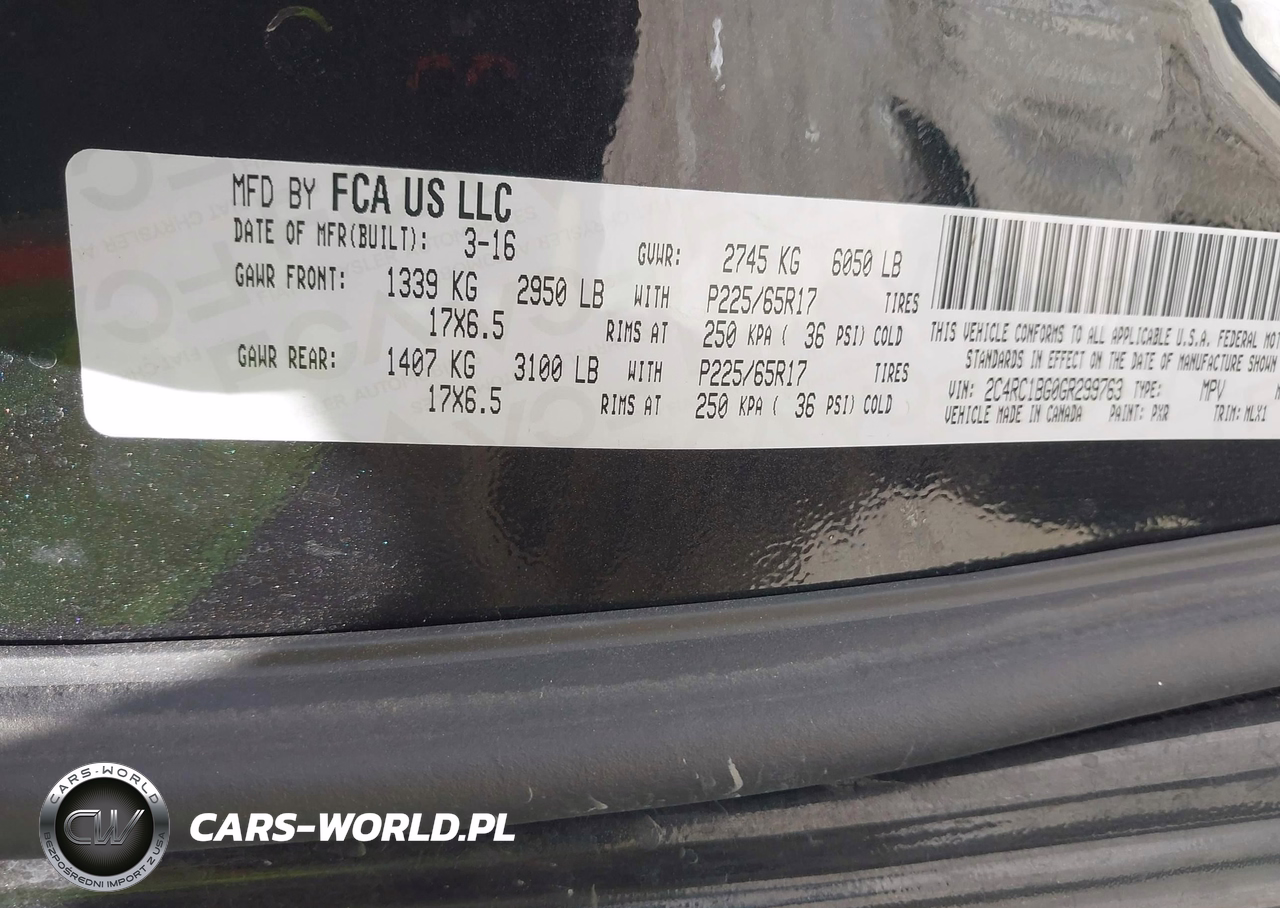 MFD BY FCA US LLC
DATE OF MFR(BUILT): 3-16
GVWR: 2745 KG 6050 LB
GAWR FRONT: 1339 KG 2950 LB WITH P225/65R17 TIRES
17X6.5 RIMS AT 250 KPA ( 36 PSI) COLD
GAWR REAR: 1407 KG 3100 LB WITH P225/65R17 TIRES
17X6.5 RIMS AT 250 KPA ( 36 PSI) COLD
THIS VEHICLE CONFORMS TO ALL APPLICABLE U.S.A. FEDERAL MOT
STANDARDS IN EFFECT ON THE DATE OF MANUFACTURE SHOWN
VIN: 2C4RC1BG0GR299763 TYPE: MPV
VEHICLE MADE IN CANADA PAINT: PXR TRIM: MLX1
CARS-WORLD
CW
BEZPOŚREDNI IMPORT Z USA
CARS-WORLD.PL